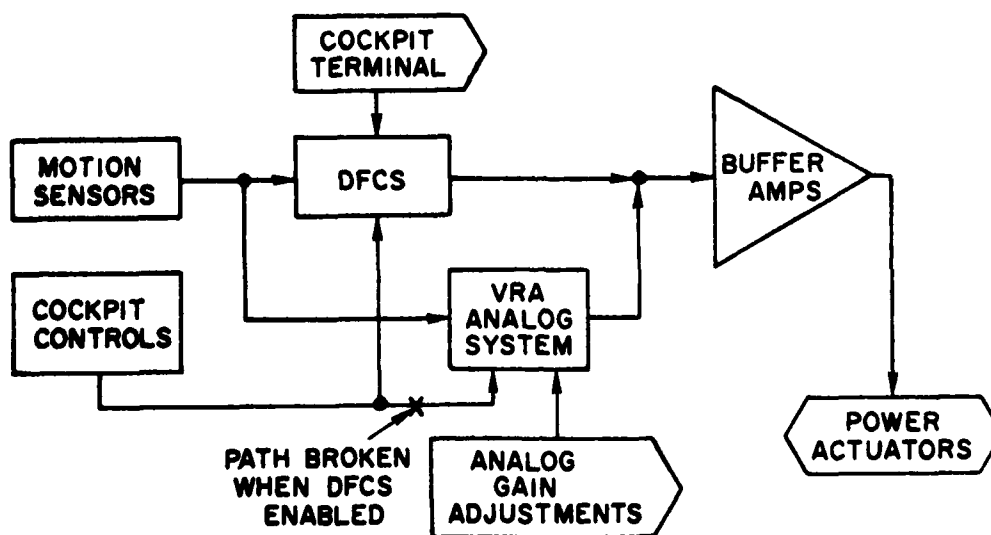 COCKPIT
TERMINAL
MOTION
SENSORS
DFCS
BUFFER
AMPS
COCKPIT
CONTROLS
VRA
ANALOG
SYSTEM
PATH BROKEN
WHEN DFCS
ENABLED
ANALOG
GAIN
ADJUSTMENTS
POWER
ACTUATORS